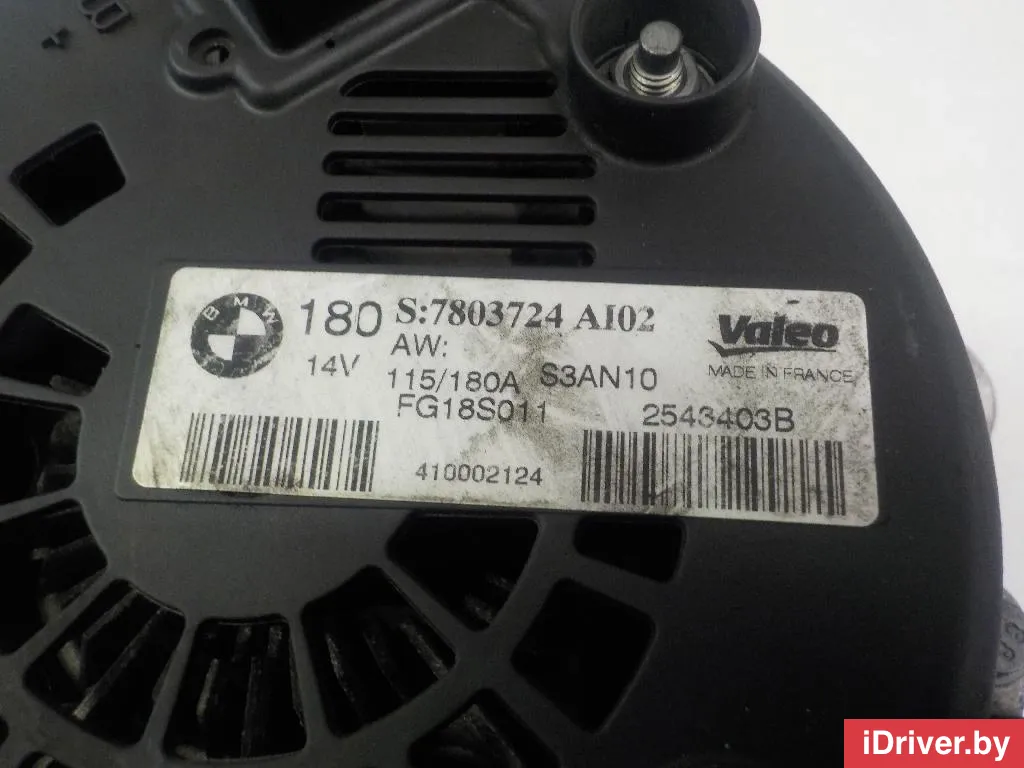 B+
BMW 180 S:7803724 AI02 Valeo
14V AW: MADE IN FRANCE
115/180A S3AN10
FG18S011 2543403B
410002124
iDriver.by